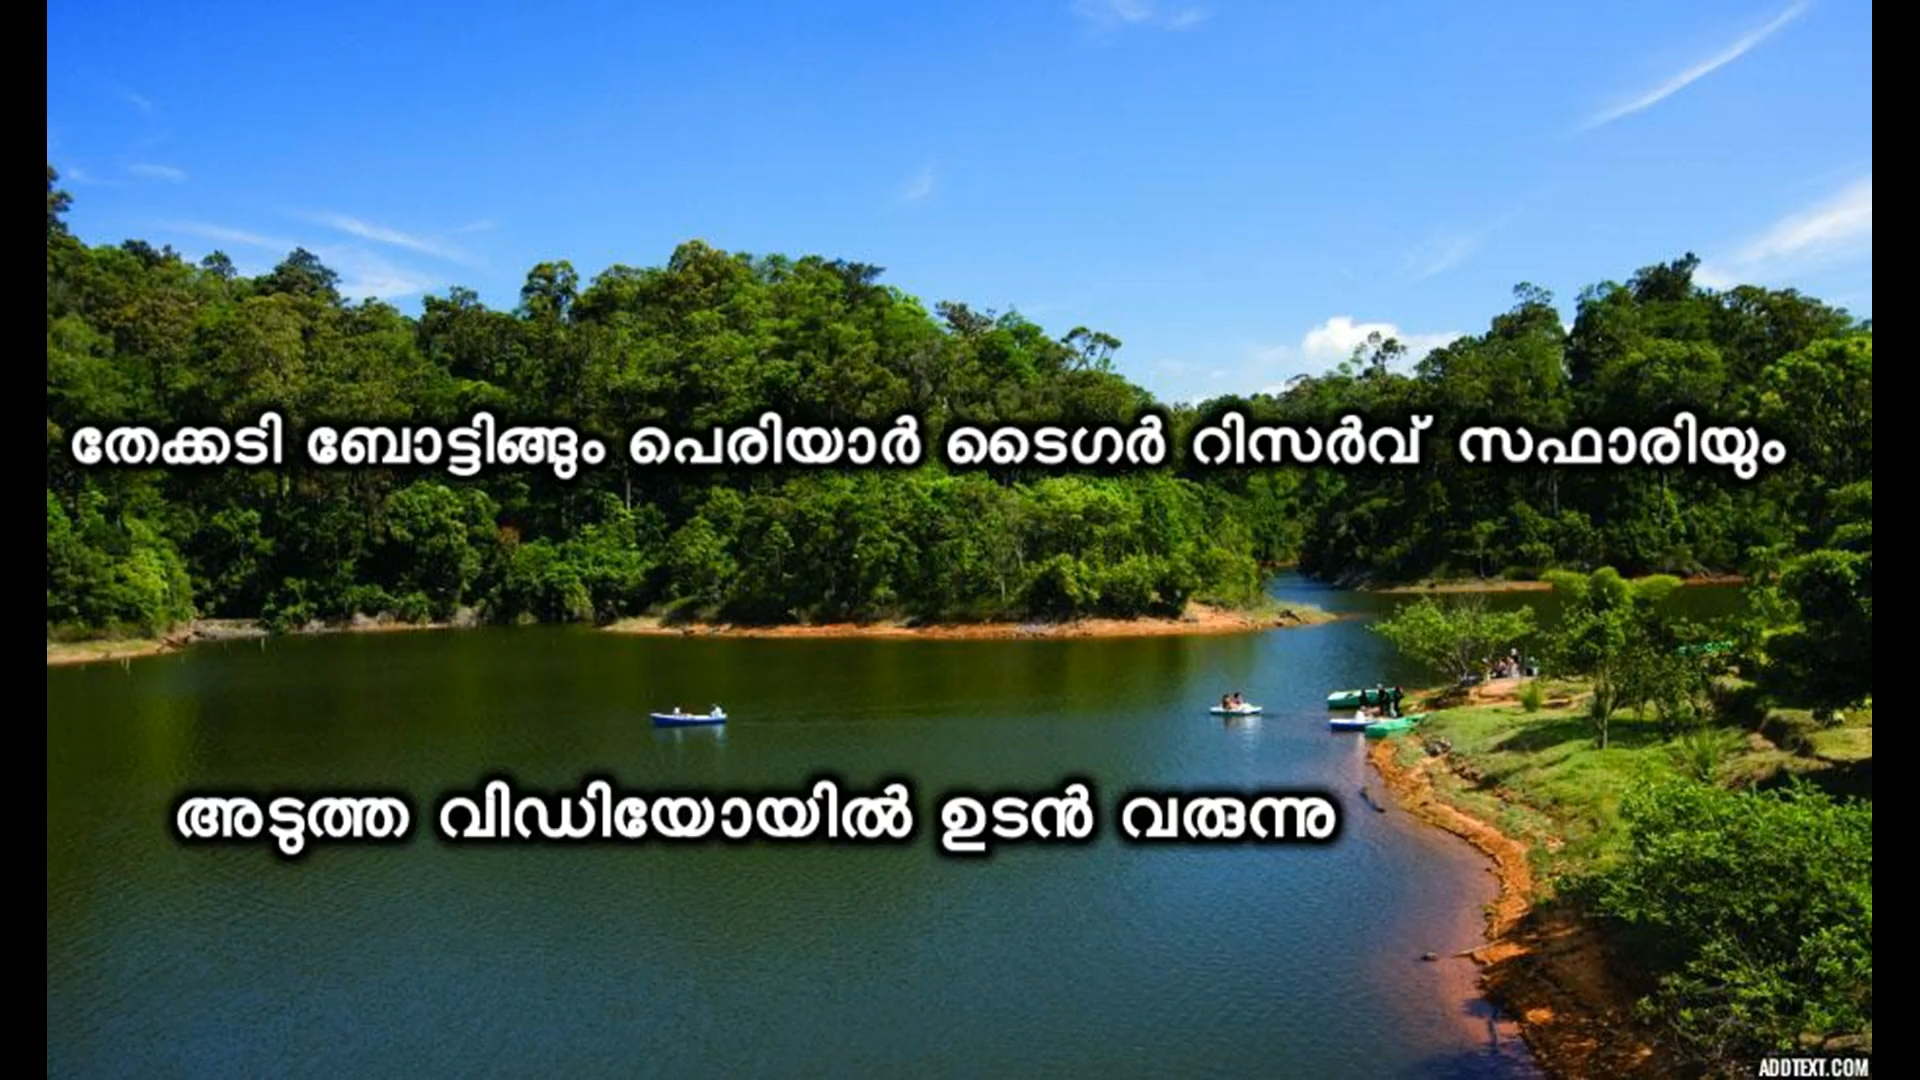 തേക്കടി ബോട്ടിങ്ങും പെരിയാർ ടൈഗർ റിസർവ് സഫാരിയും
അടുത്ത വിഡിയോയിൽ ഉടൻ വരുന്നു
ADDTEXT.COM